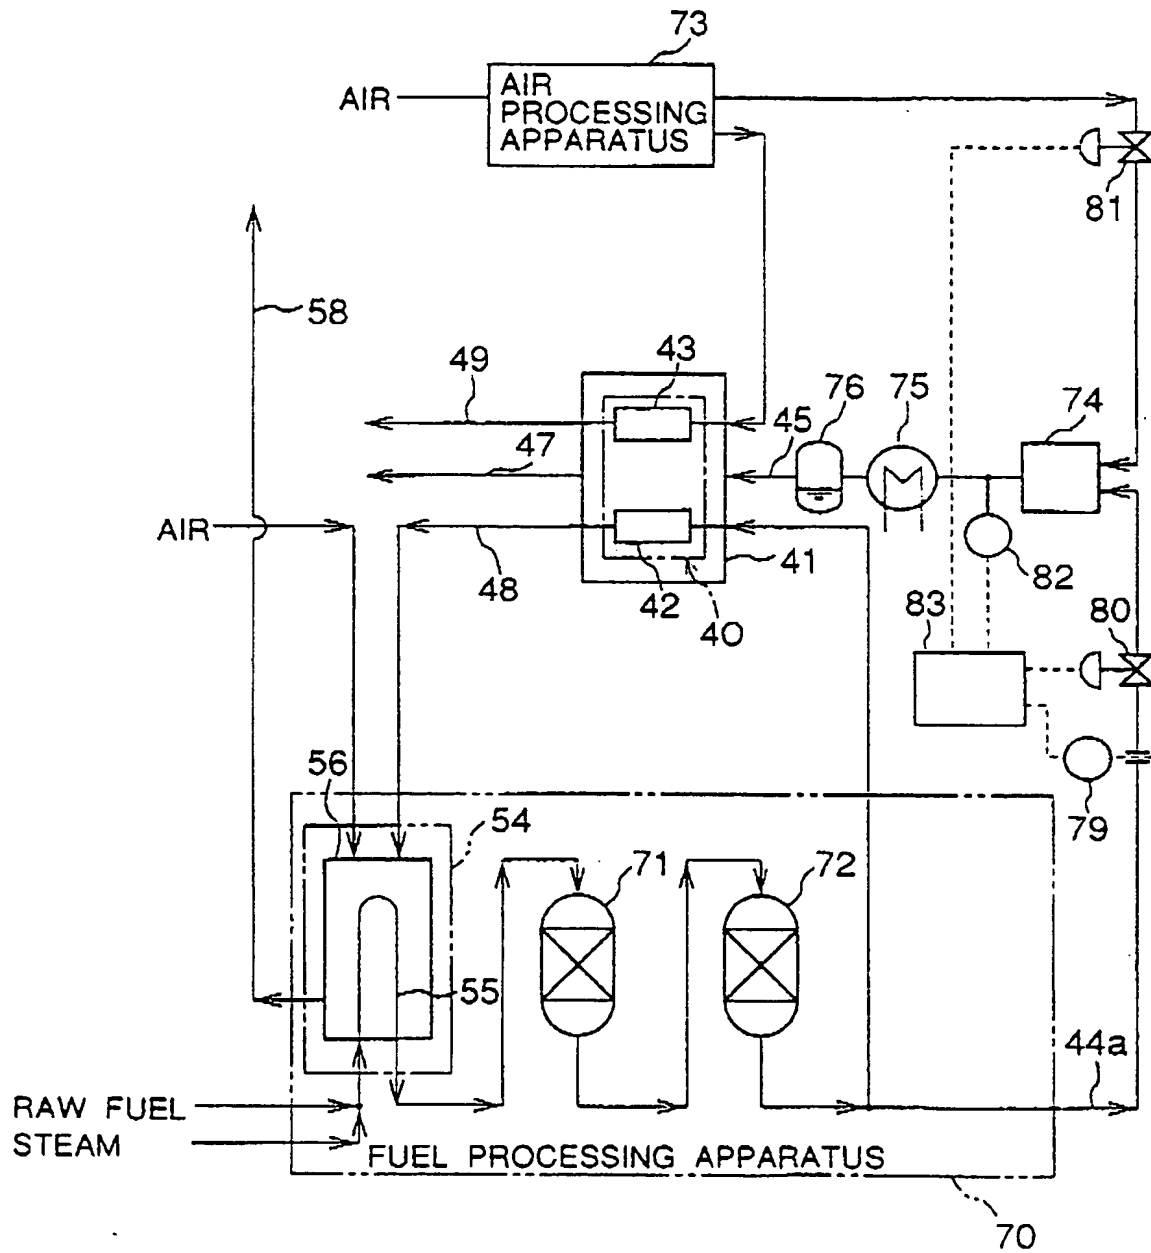 73
AIR
AIR
PROCESSING
APPARATUS
81
58
49
43
76
75
74
45
47
AIR
48
42
41
40
82
83
80
56
54
79
71
72
55
44a
RAW FUEL
STEAM
FUEL PROCESSING APPARATUS
70